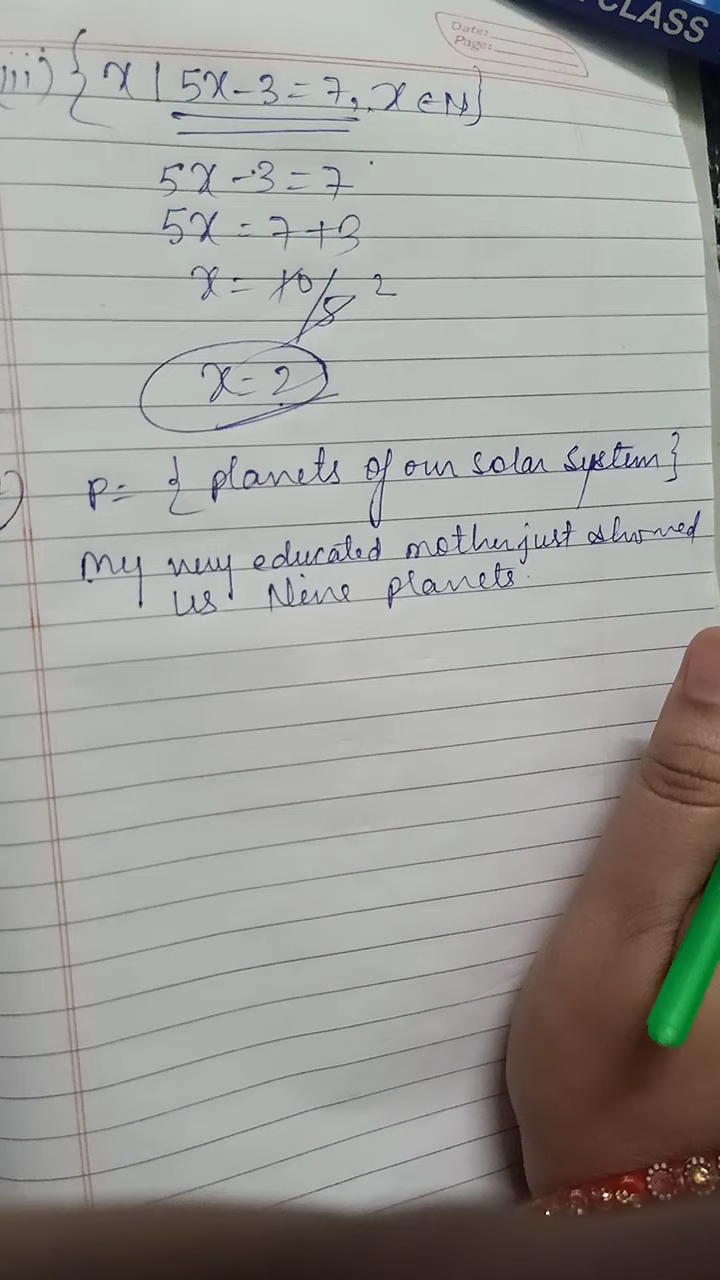 CLASS
Date:
Page:
iii) { x | 5x-3=7, x ∈ N}
5x-3=7
5x=7+3
x=10/5 2
x=2
) P= { planets of our solar system}
My very educated mother just showed
us Nine planets.